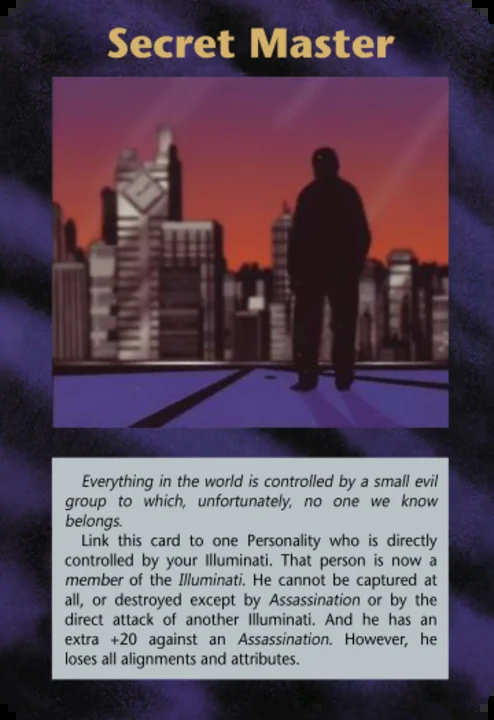 Secret Master
Everything in the world is controlled by a small evil
group to which, unfortunately, no one we know
belongs.
Link this card to one Personality who is directly
controlled by your Illuminati. That person is now a
member of the Illuminati. He cannot be captured at
all, or destroyed except by Assassination or by the
direct attack of another Illuminati. And he has an
extra +20 against an Assassination. However, he
loses all alignments and attributes.